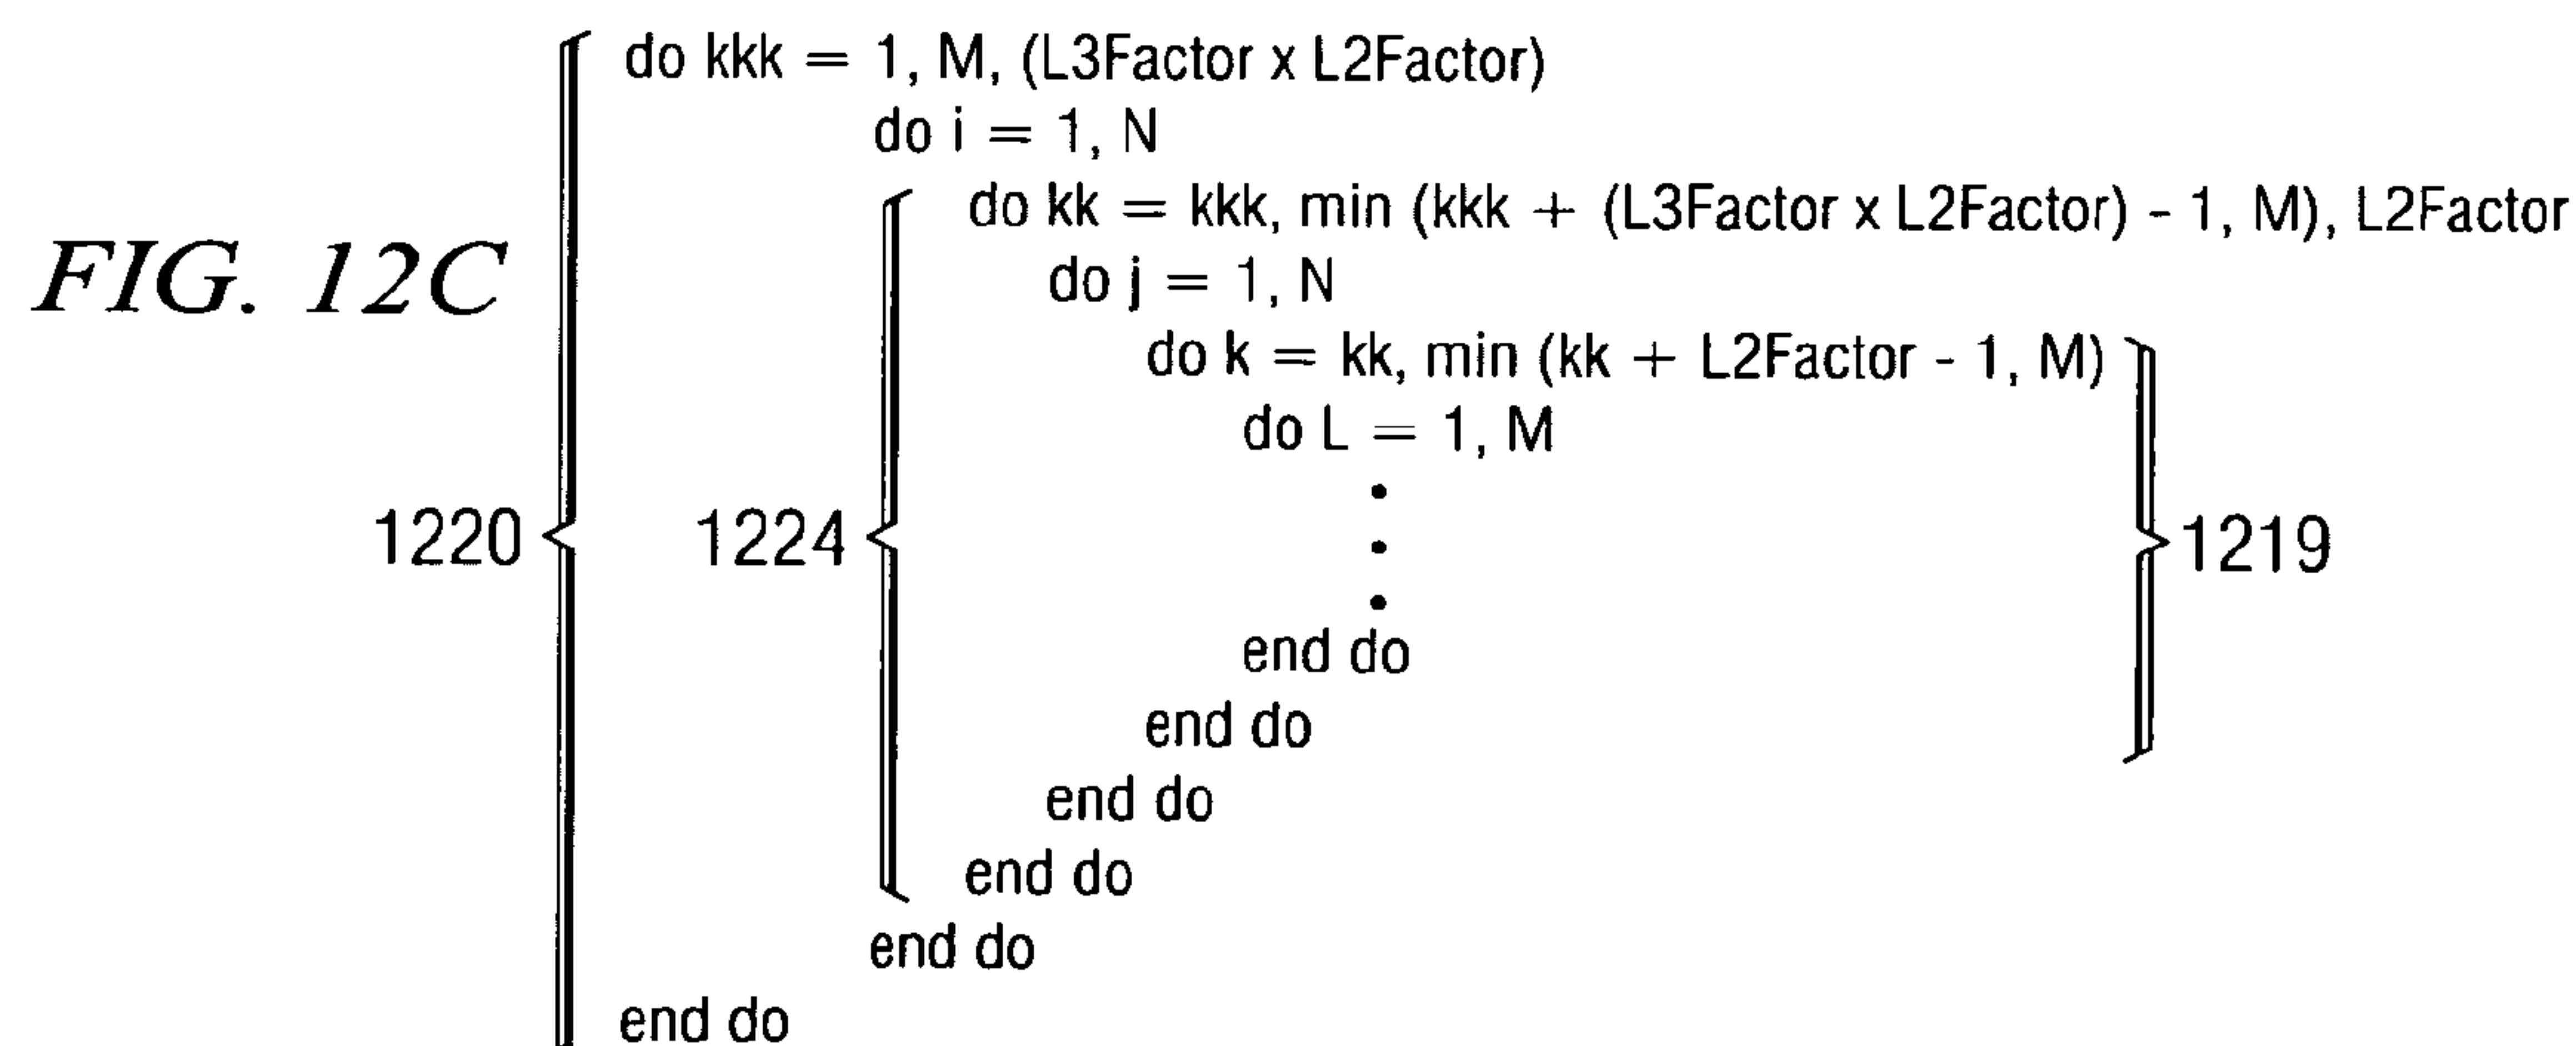 do kkk = 1, M, (L3Factor x L2Factor)
do i = 1, N
do kk = kkk, min (kkk + (L3Factor x L2Factor) - 1, M), L2Factor
FIG. 12C
do j = 1, N
do k = kk, min (kk + L2Factor - 1, M)
do L = 1, M
1220 1224 1219
end do
end do
end do
end do
end do
end do